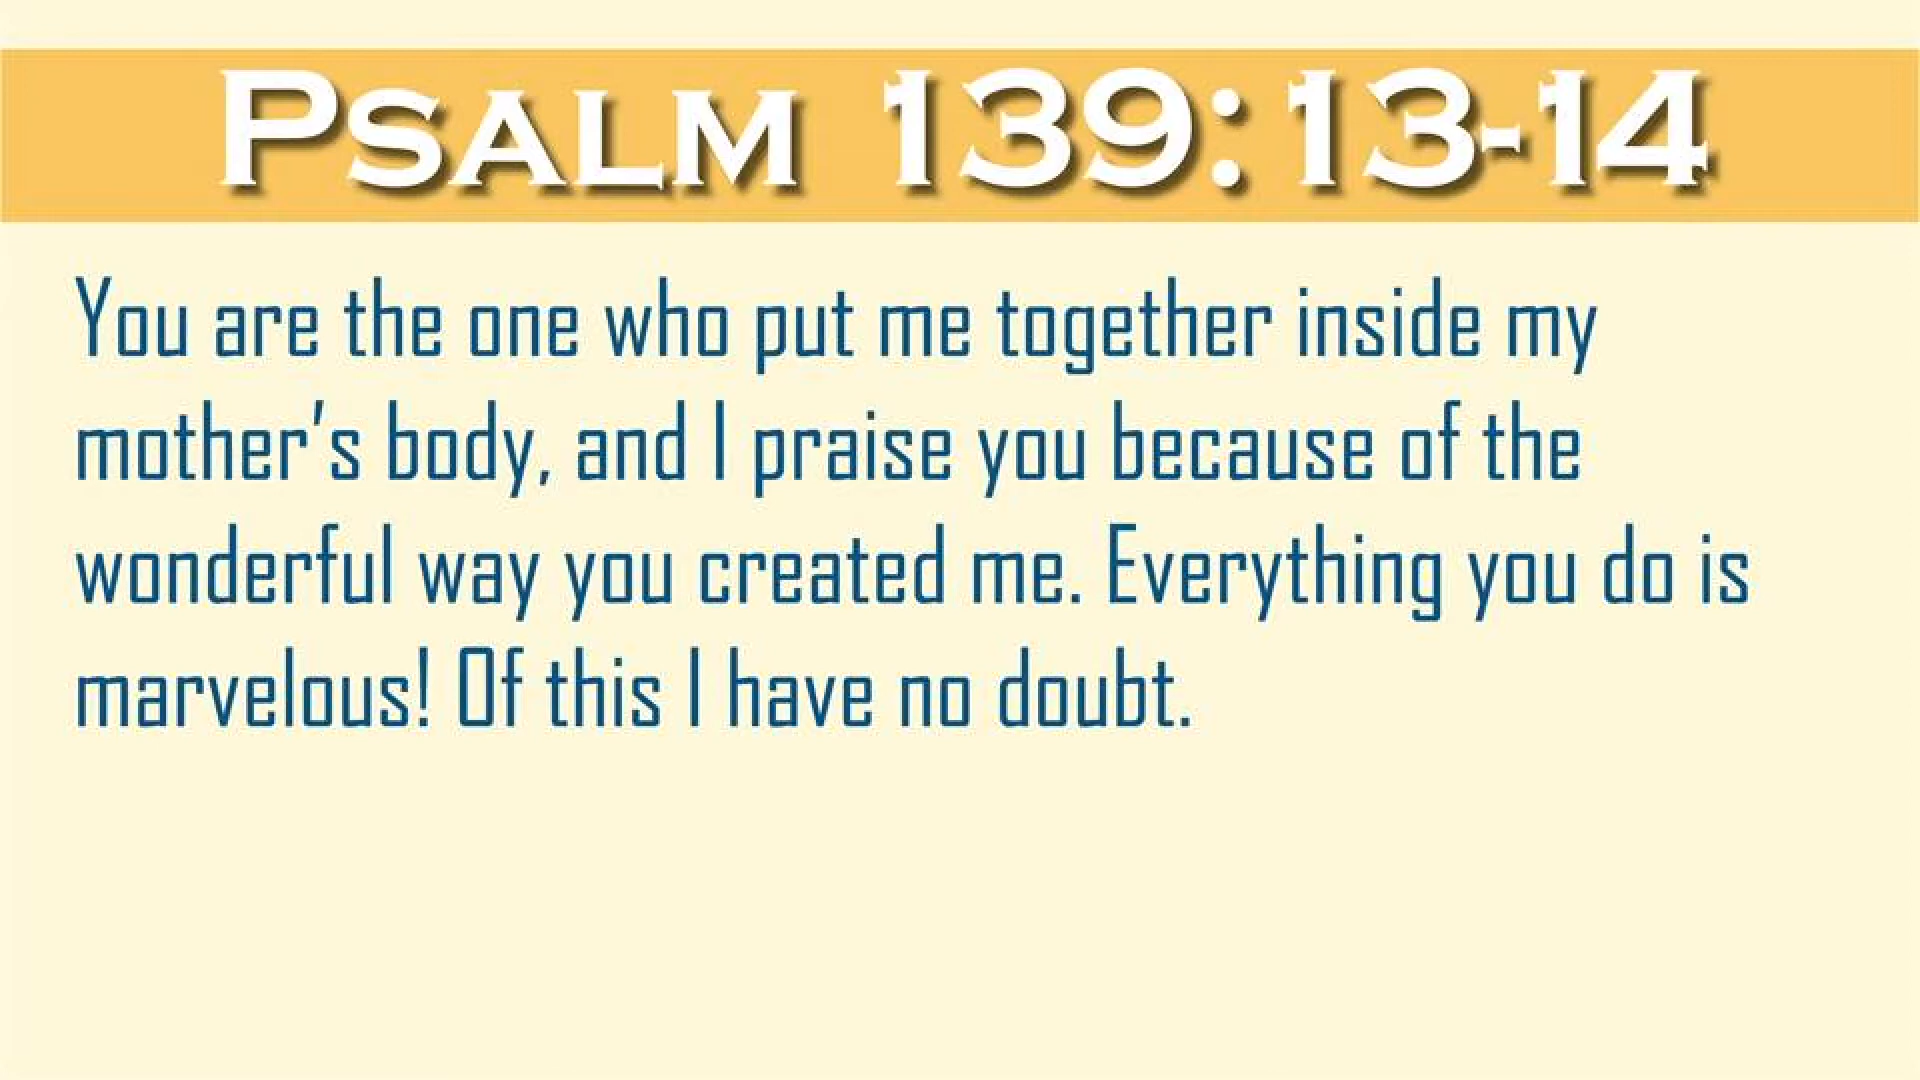 PSALM 139:13-14
You are the one who put me together inside my
mother's body, and I praise you because of the
wonderful way you created me. Everything you do is
marvelous! Of this I have no doubt.